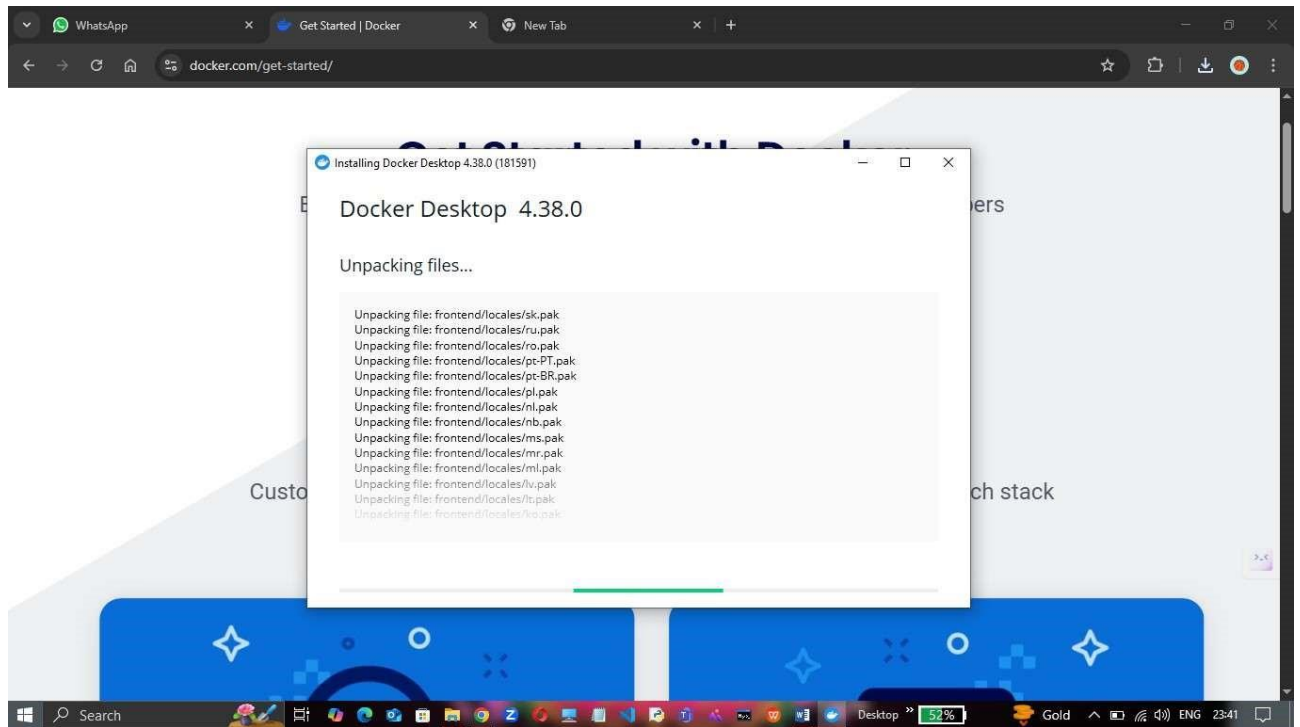 WhatsApp
Get Started | Docker
New Tab
docker.com/get-started/
Installing Docker Desktop 4.38.0 (181591)
ers
Docker Desktop 4.38.0
Unpacking files...
Unpacking file: frontend/locales/sk.pak
Unpacking file: frontend/locales/ru.pak
Unpacking file: frontend/locales/ro.pak
Unpacking file: frontend/locales/pt-PT.pak
Unpacking file: frontend/locales/pt-BR.pak
Unpacking file: frontend/locales/pl.pak
Unpacking file: frontend/locales/nl.pak
Unpacking file: frontend/locales/nb.pak
Unpacking file: frontend/locales/ms.pak
Unpacking file: frontend/locales/mr.pak
Unpacking file: frontend/locales/ml.pak
Unpacking file: frontend/locales/lv.pak
Unpacking file: frontend/locales/lt.pak
Unpacking file: frontend/locales/ko.pak
Custo
ch stack
Search
Desktop
52%
Gold
ENG
23:41